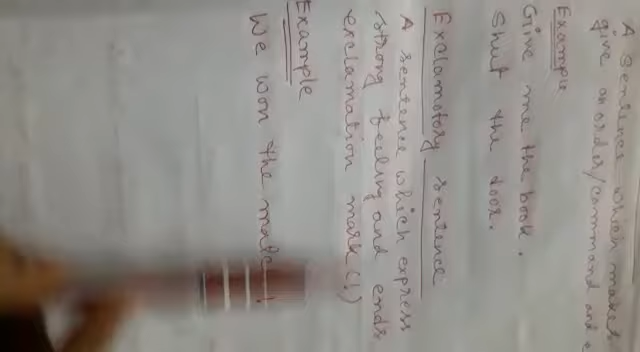 A sentence which makes
give an order/command and
Example
Give me the book.
Shut the door.
Exclamatory sentence
A sentence which express
strong feeling and ends
exclamation mark (!)
Example
We won the match